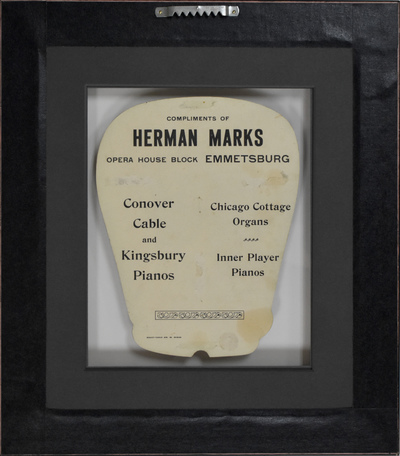 COMPLIMENTS OF
HERMAN MARKS
OPERA HOUSE BLOCK EMMETSBURG
Conover
Cable
and
Kingsbury
Pianos
Chicago Cottage
Organs
Inner Player
Pianos